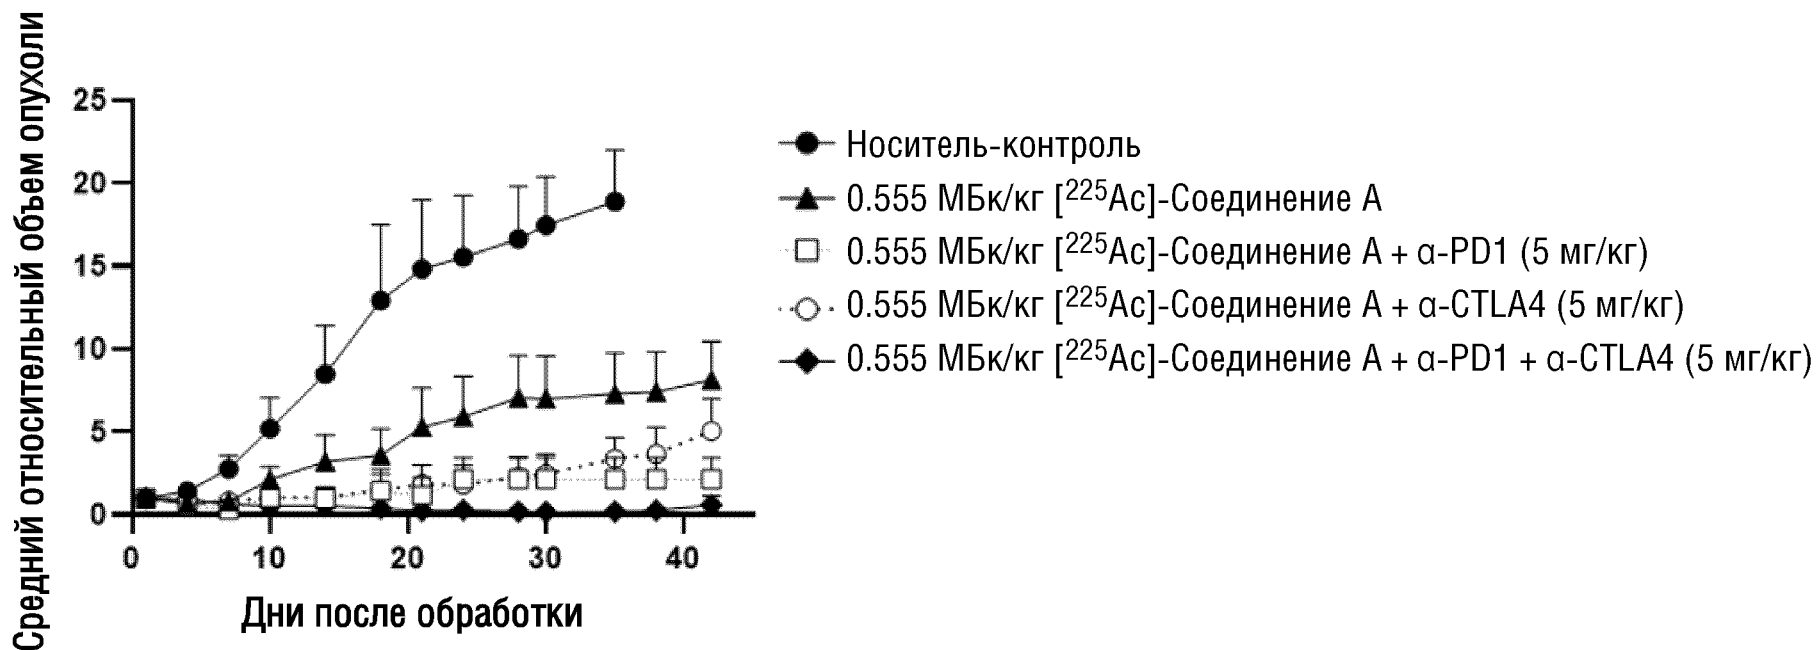 Средний относительный объем опухоли
25
20
15
10
5
0
0 10 20 30 40
Дни после обработки
Носитель-контроль
0.555 МБк/кг [²²⁵Ac]-Соединение А
0.555 МБк/кг [²²⁵Ac]-Соединение А + α-PD1 (5 мг/кг)
0.555 МБк/кг [²²⁵Ac]-Соединение А + α-CTLA4 (5 мг/кг)
0.555 МБк/кг [²²⁵Ac]-Соединение А + α-PD1 + α-CTLA4 (5 мг/кг)